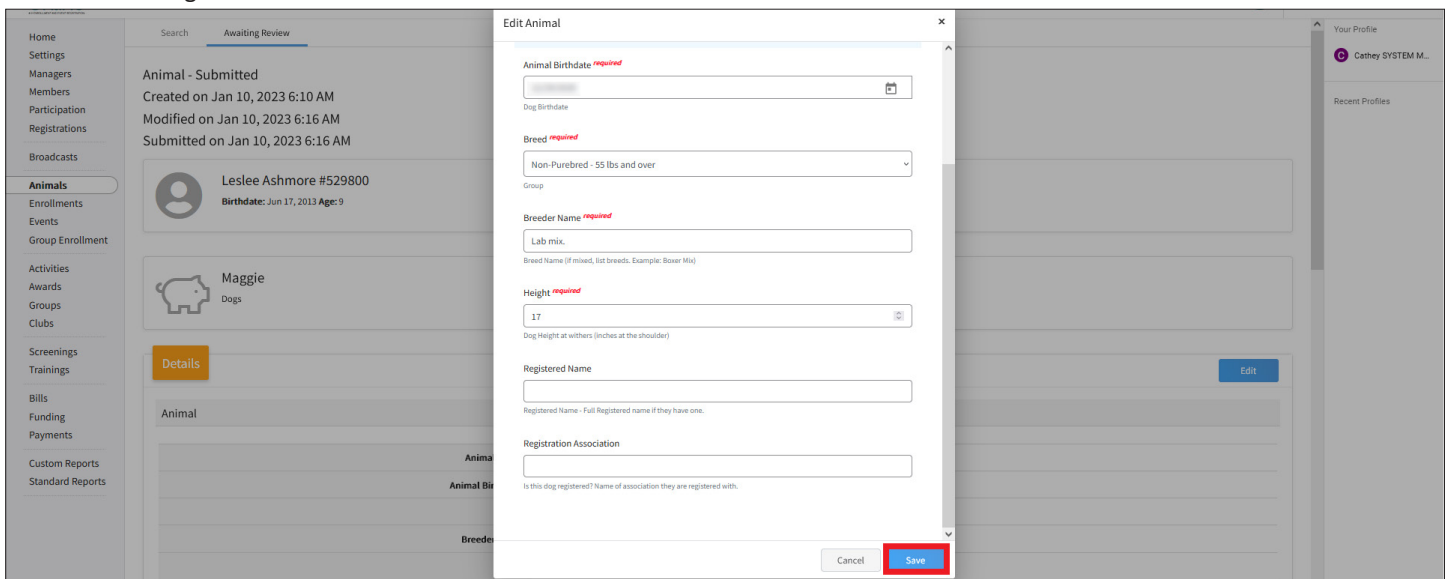 Home
Settings
Managers
Members
Participation
Registrations
Broadcasts
Animals
Enrollments
Events
Group Enrollment
Activities
Awards
Groups
Clubs
Screenings
Trainings
Bills
Funding
Payments
Custom Reports
Standard Reports
Search Awaiting Review
Animal - Submitted
Created on Jan 10, 2023 6:10 AM
Modified on Jan 10, 2023 6:16 AM
Submitted on Jan 10, 2023 6:16 AM
Leslee Ashmore #529800
Birthdate: Jun 17, 2013 Age: 9
Maggie
Dogs
Details
Edit
Animal
Anima
Animal Bir
Breede
Edit Animal ×
Animal Birthdate required
Dog Birthdate
Breed required
Non-Purebred - 55 lbs and over
Group
Breeder Name required
Lab mix.
Breed Name (if mixed, list breeds. Example: Boxer Mix)
Height required
17
Dog Height at withers (inches at the shoulder)
Registered Name
Registered Name - Full Registered name if they have one.
Registration Association
Is this dog registered? Name of association they are registered with.
Cancel Save
Your Profile
C Cathey SYSTEM M...
Recent Profiles